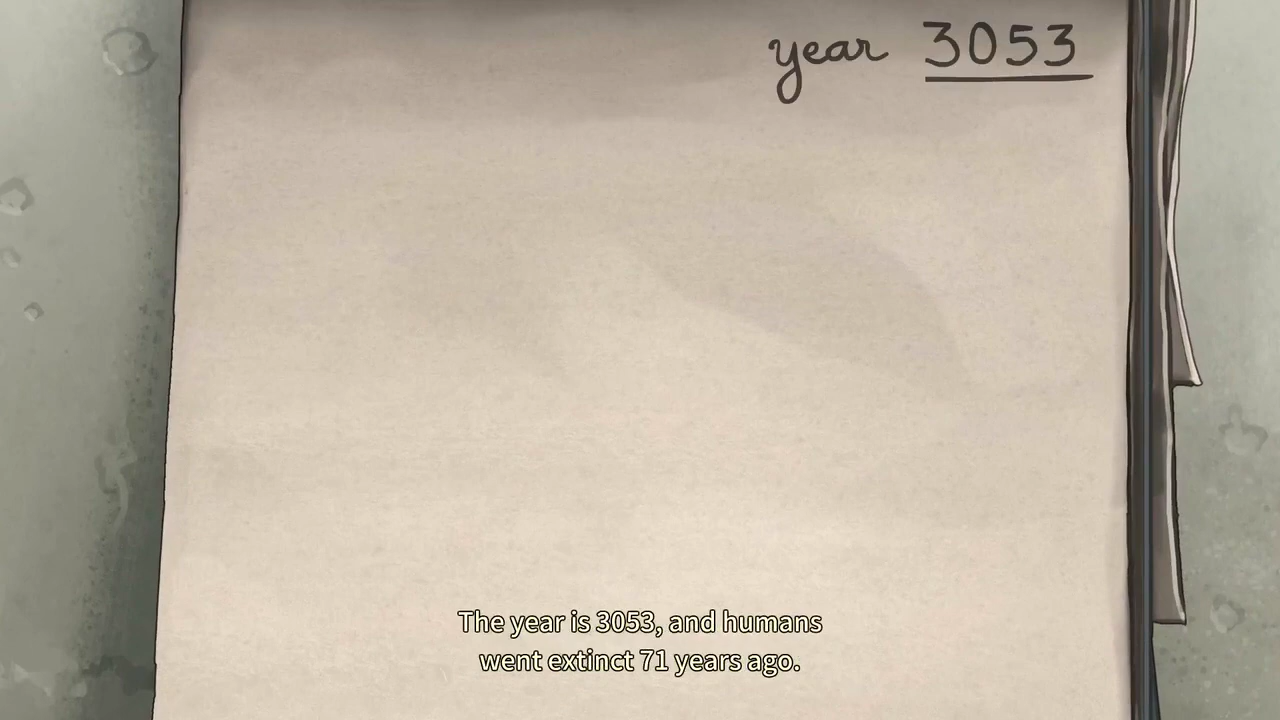 year 3053
The year is 3053, and humans
went extinct 71 years ago.